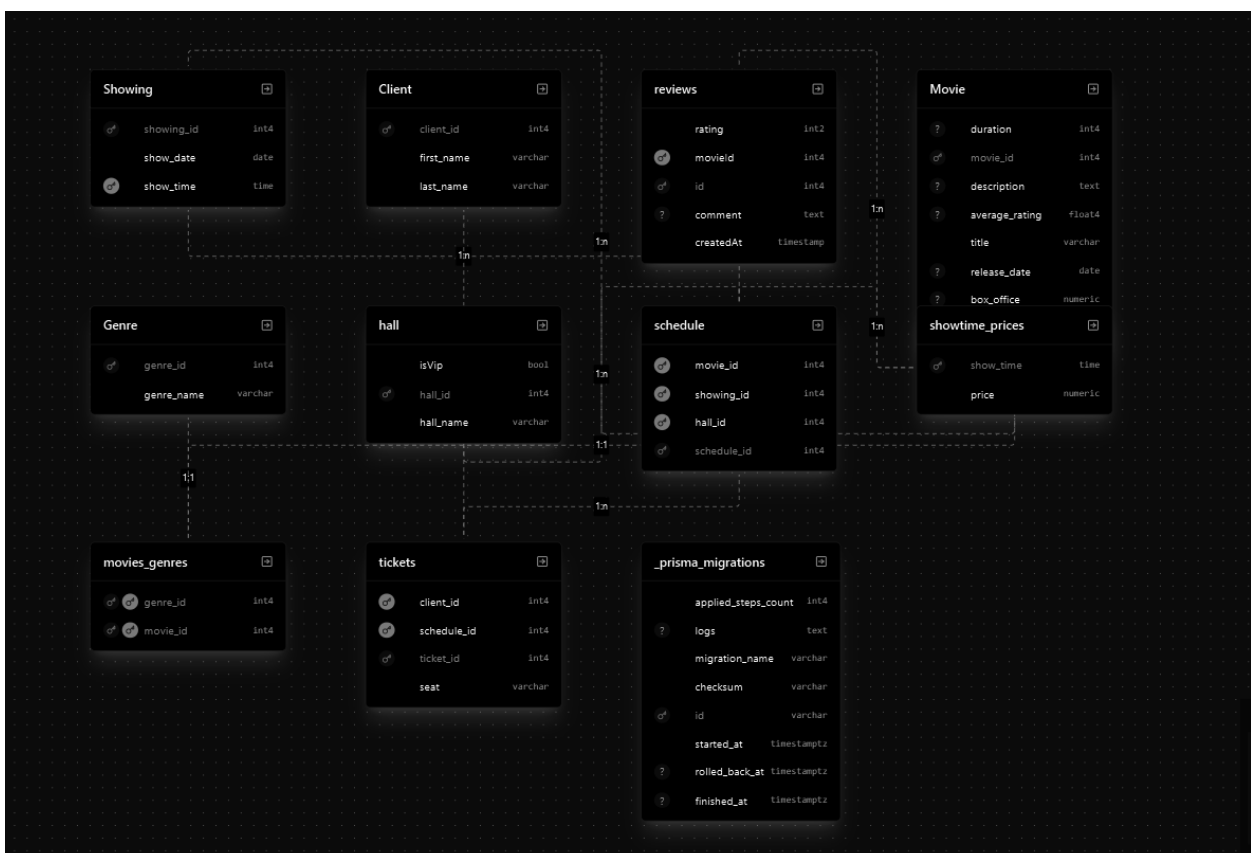 Showing
showing_id int4
show_date date
show_time time
Client
client_id int4
first_name varchar
last_name varchar
reviews
rating int2
movieId int4
id int4
? comment text
createdAt timestamp
Movie
? duration int4
movie_id int4
? description text
? average_rating float4
title varchar
? release_date date
? box_office numeric
1:n
1:n
1:n
Genre
genre_id int4
genre_name varchar
hall
isVip bool
hall_id int4
hall_name varchar
schedule
movie_id int4
showing_id int4
hall_id int4
schedule_id int4
1:n
showtime_prices
show_time time
price numeric
1:n
1:1
1:1
1:n
movies_genres
genre_id int4
movie_id int4
tickets
client_id int4
schedule_id int4
ticket_id int4
seat varchar
_prisma_migrations
applied_steps_count int4
? logs text
migration_name varchar
checksum varchar
id varchar
started_at timestamptz
? rolled_back_at timestamptz
? finished_at timestamptz